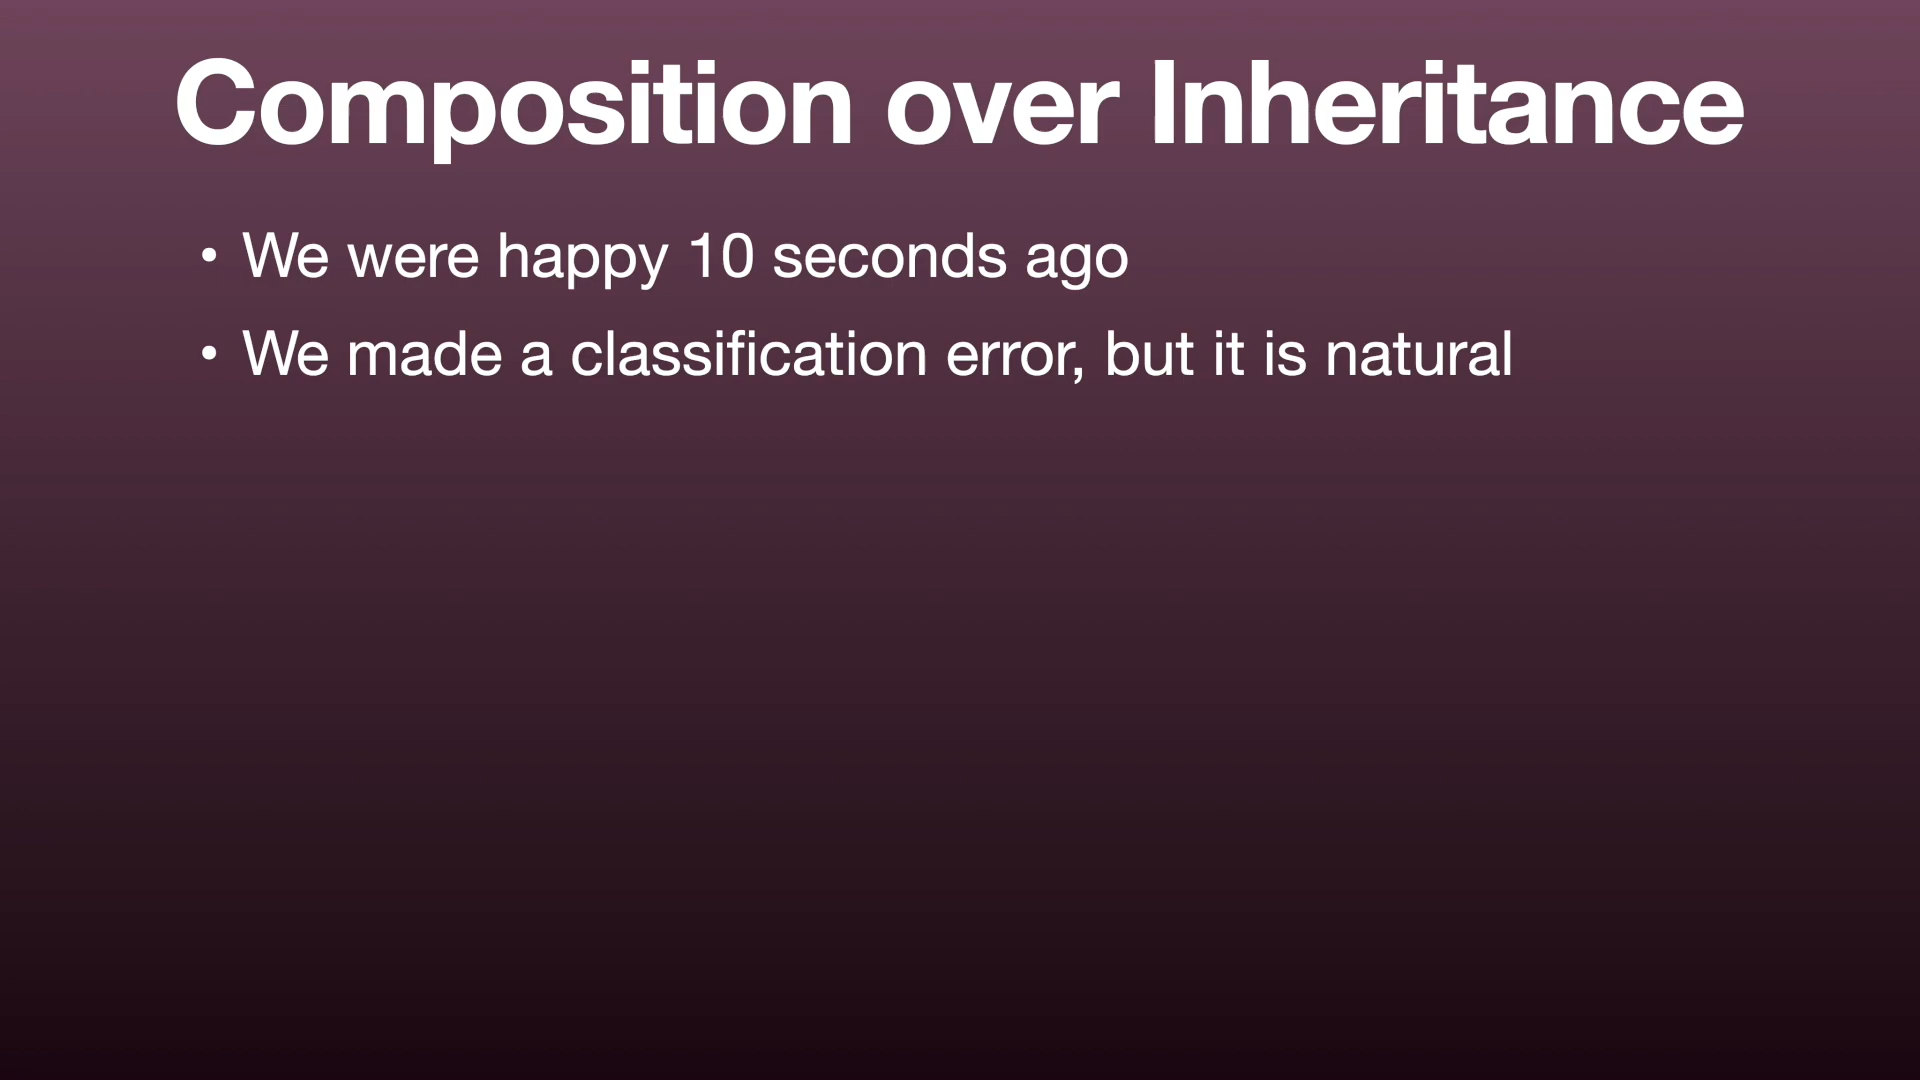 Composition over Inheritance
• We were happy 10 seconds ago
• We made a classification error, but it is natural